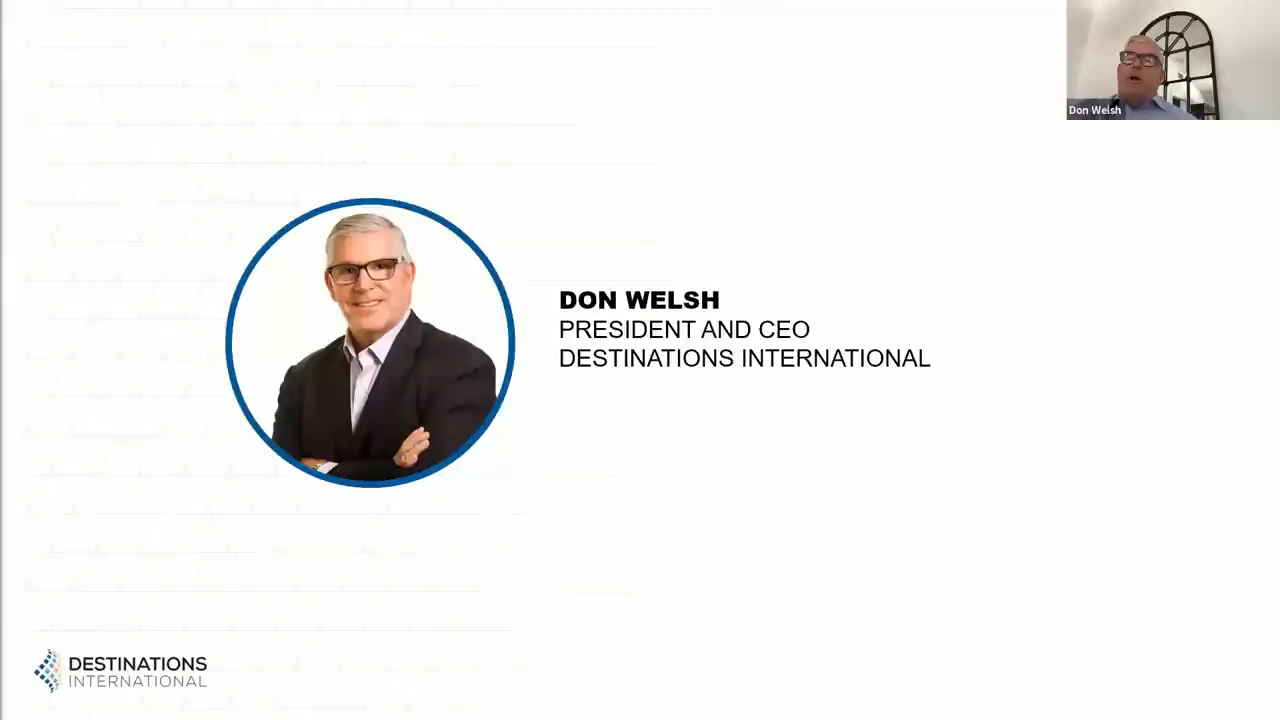 Don Welsh
DON WELSH
PRESIDENT AND CEO
DESTINATIONS INTERNATIONAL
DESTINATIONS
INTERNATIONAL